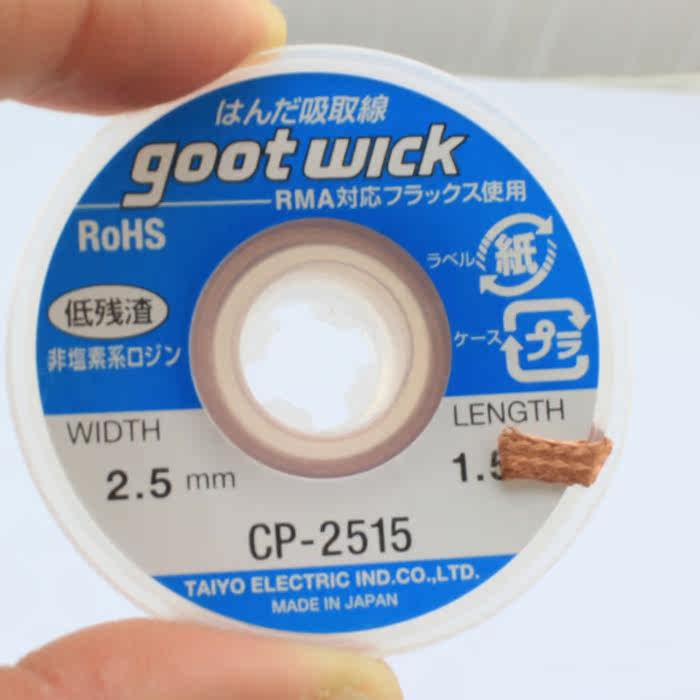 はんだ吸取線
goot wick
RMA対応フラックス使用
RoHS
ラベル 紙
低残渣
ケース プラ
非塩素系ロジン
WIDTH
LENGTH
2.5 mm
1.5
CP-2515
TAIYO ELECTRIC IND.CO.,LTD.
MADE IN JAPAN